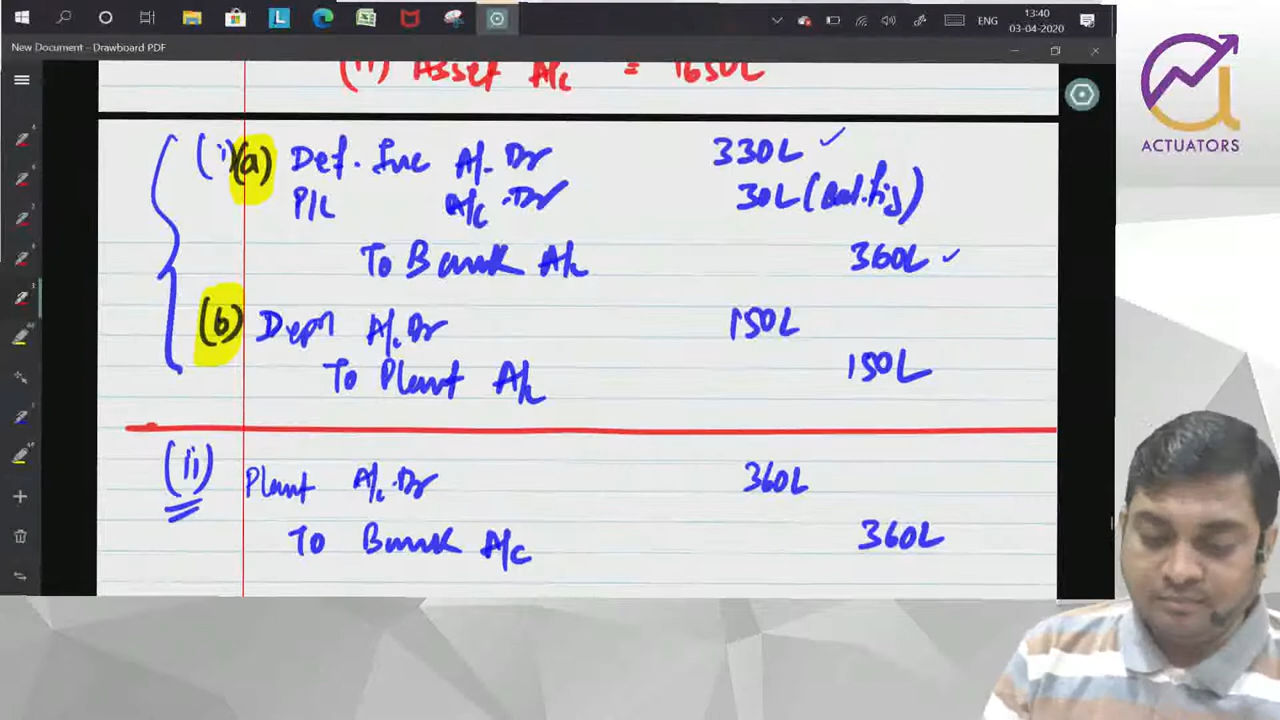 13:40
ENG
03-04-2020
New Document - Drawboard PDF
(ii) Asset A/c = 1650L
(i)(a) Def. Inc A/c Dr 330L ✓
P/L A/c Dr 30L (Bal. fig)
To Bank A/c 360L ✓
(b) Depn A/c Dr 150L
To Plant A/c 150L
(ii) Plant A/c Dr 360L
To Bank A/c 360L
ACTUATORS